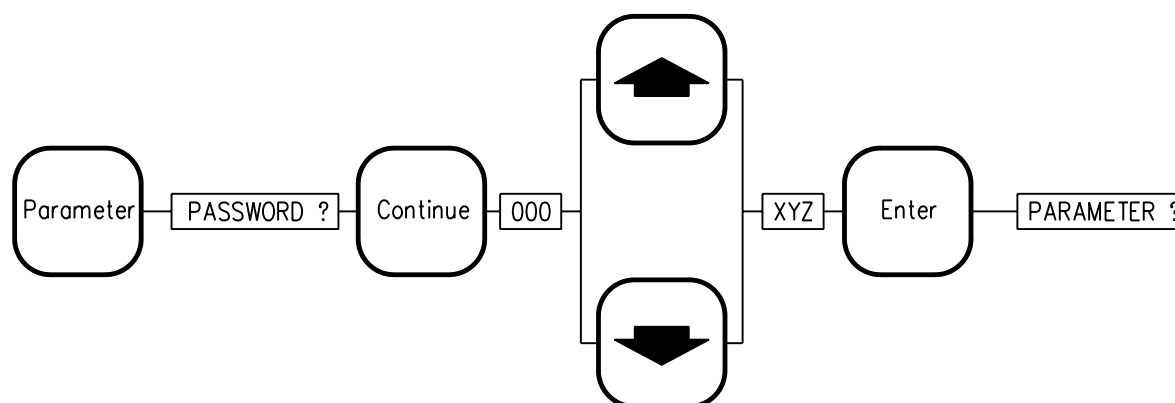 Parameter
PASSWORD ?
Continue
000
XYZ
Enter
PARAMETER ?